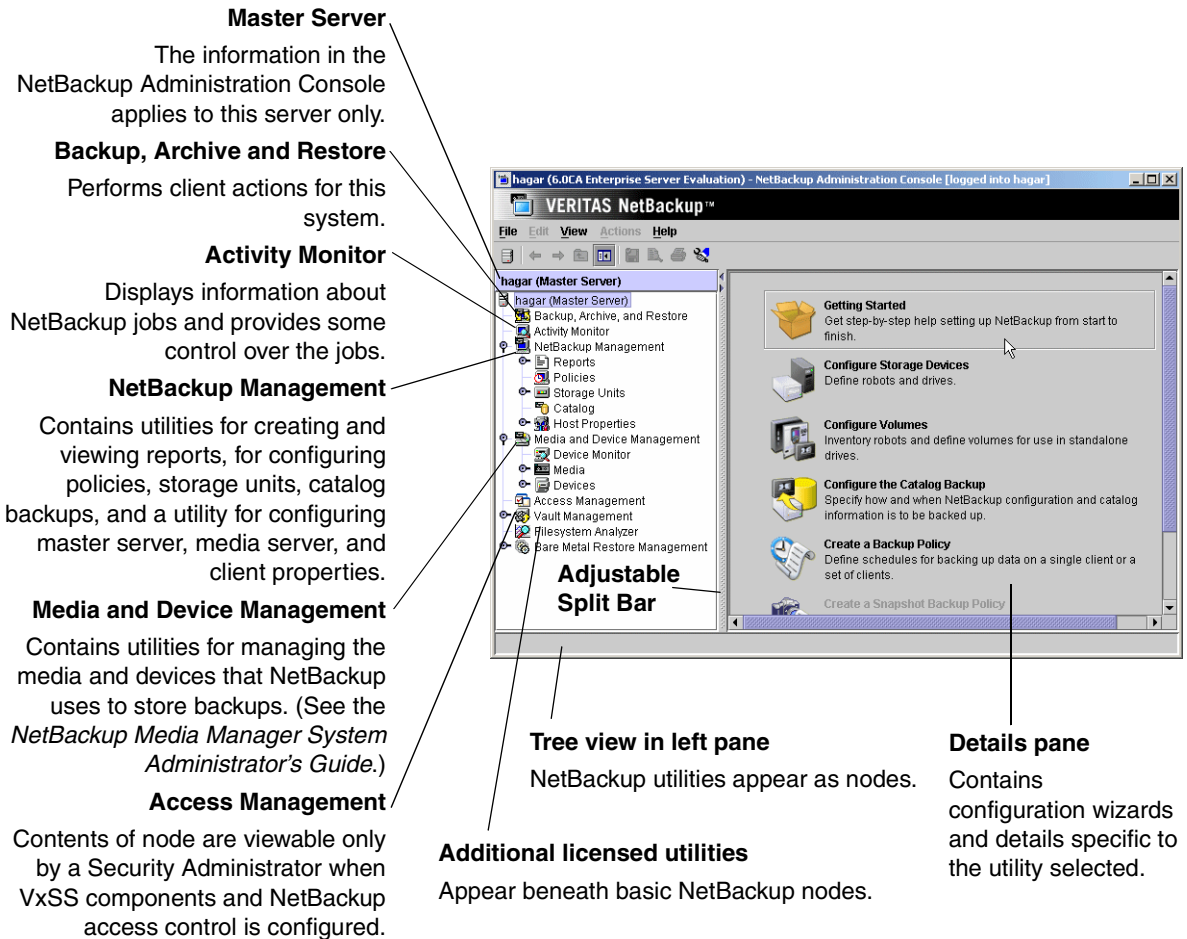 Master Server
The information in the
NetBackup Administration Console
applies to this server only.
Backup, Archive and Restore
Performs client actions for this
system.
Activity Monitor
Displays information about
NetBackup jobs and provides some
control over the jobs.
NetBackup Management
Contains utilities for creating and
viewing reports, for configuring
policies, storage units, catalog
backups, and a utility for configuring
master server, media server, and
client properties.
Media and Device Management
Contains utilities for managing the
media and devices that NetBackup
uses to store backups. (See the
NetBackup Media Manager System
Administrator's Guide.)
Access Management
Contents of node are viewable only
by a Security Administrator when
VxSS components and NetBackup
access control is configured.
hagar (6.0CA Enterprise Server Evaluation) - NetBackup Administration Console [logged into hagar]
VERITAS NetBackup™
File Edit View Actions Help
hagar (Master Server)
hagar (Master Server)
Backup, Archive, and Restore
Activity Monitor
NetBackup Management
Reports
Policies
Storage Units
Catalog
Host Properties
Media and Device Management
Device Monitor
Media
Devices
Access Management
Vault Management
Filesystem Analyzer
Bare Metal Restore Management
Adjustable
Split Bar
Getting Started
Get step-by-step help setting up NetBackup from start to
finish.
Configure Storage Devices
Define robots and drives.
Configure Volumes
Inventory robots and define volumes for use in standalone
drives.
Configure the Catalog Backup
Specify how and when NetBackup configuration and catalog
information is to be backed up.
Create a Backup Policy
Define schedules for backing up data on a single client or a
set of clients.
Create a Snapshot Backup Policy
Tree view in left pane
NetBackup utilities appear as nodes.
Details pane
Contains
configuration wizards
and details specific to
the utility selected.
Additional licensed utilities
Appear beneath basic NetBackup nodes.